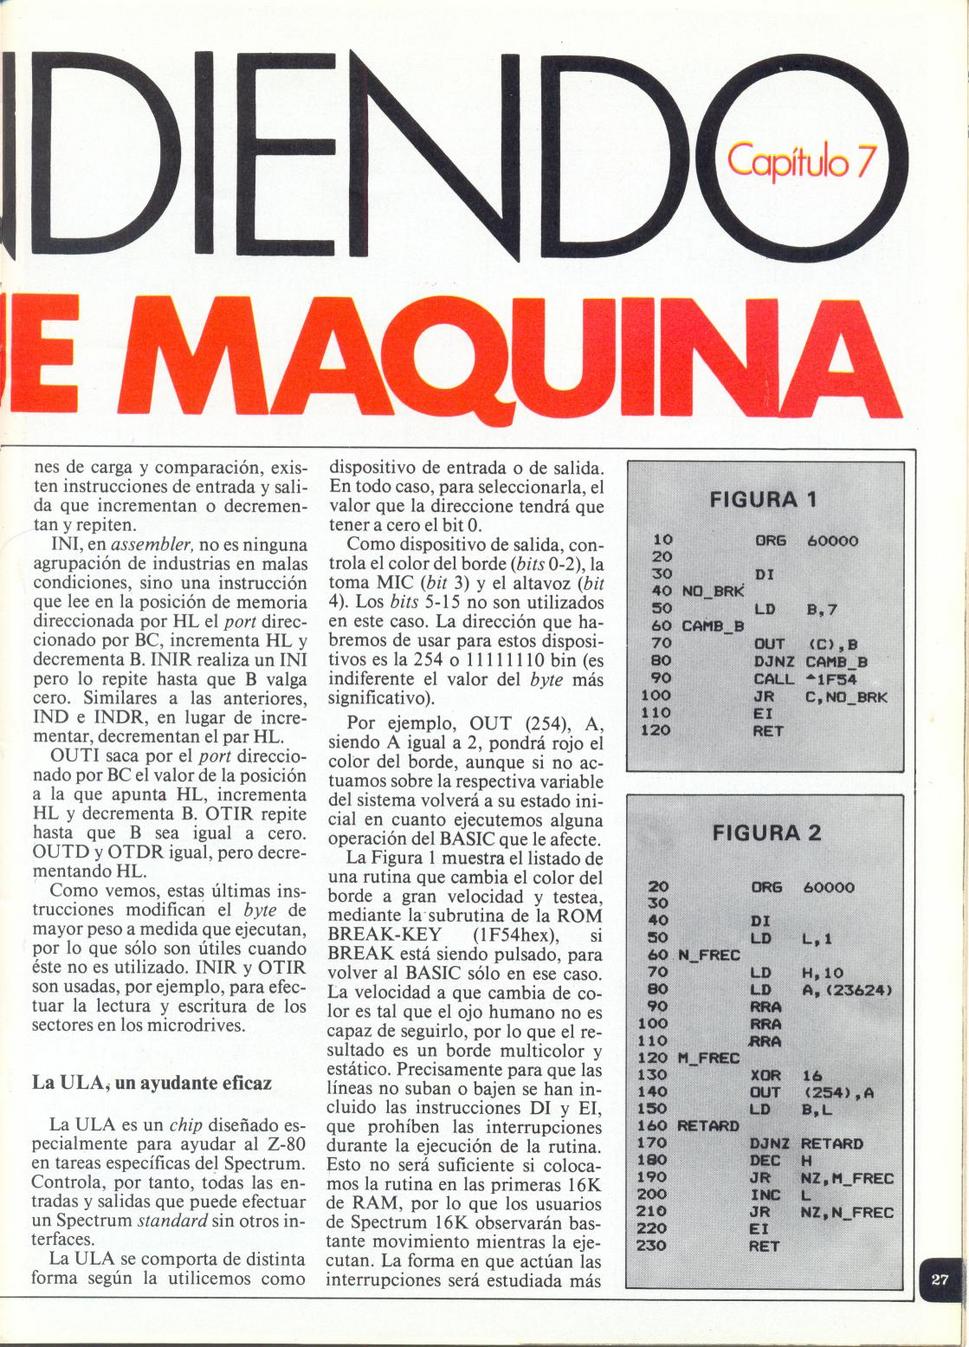 NDIENDO
Capítulo 7
JE MAQUINA
nes de carga y comparación, exis-
ten instrucciones de entrada y sali-
da que incrementan o decremen-
tan y repiten.
INI, en assembler, no es ninguna
agrupación de industrias en malas
condiciones, sino una instrucción
que lee en la posición de memoria
direccionada por HL el port direc-
cionado por BC, incrementa HL y
decrementa B. INIR realiza un INI
pero lo repite hasta que B valga
cero. Similares a las anteriores,
IND e INDR, en lugar de incre-
mentar, decrementan el par HL.
OUTI saca por el port direccio-
nado por BC el valor de la posición
a la que apunta HL, incrementa
HL y decrementa B. OTIR repite
hasta que B sea igual a cero.
OUTD y OTDR igual, pero decre-
mentando HL.
Como vemos, estas últimas ins-
trucciones modifican el byte de
mayor peso a medida que ejecutan,
por lo que sólo son útiles cuando
éste no es utilizado. INIR y OTIR
son usadas, por ejemplo, para efec-
tuar la lectura y escritura de los
sectores en los microdrives.
La ULA, un ayudante eficaz
La ULA es un chip diseñado es-
pecialmente para ayudar al Z-80
en tareas específicas del Spectrum.
Controla, por tanto, todas las en-
tradas y salidas que puede efectuar
un Spectrum standard sin otros in-
terfaces.
La ULA se comporta de distinta
forma según la utilicemos como
dispositivo de entrada o de salida.
En todo caso, para seleccionarla, el
valor que la direccione tendrá que
tener a cero el bit 0.
Como dispositivo de salida, con-
trola el color del borde (bits 0-2), la
toma MIC (bit 3) y el altavoz (bit
4). Los bits 5-15 no son utilizados
en este caso. La dirección que ha-
bremos de usar para estos disposi-
tivos es la 254 o 11111110 bin (es
indiferente el valor del byte más
significativo).
Por ejemplo, OUT (254), A,
siendo A igual a 2, pondrá rojo el
color del borde, aunque si no ac-
tuamos sobre la respectiva variable
del sistema volverá a su estado ini-
cial en cuanto ejecutemos alguna
operación del BASIC que le afecte.
La Figura 1 muestra el listado de
una rutina que cambia el color del
borde a gran velocidad y testea,
mediante la subrutina de la ROM
BREAK-KEY (1F54hex), si
BREAK está siendo pulsado, para
volver al BASIC sólo en ese caso.
La velocidad a que cambia de co-
lor es tal que el ojo humano no es
capaz de seguirlo, por lo que el re-
sultado es un borde multicolor y
estático. Precisamente para que las
líneas no suban o bajen se han in-
cluido las instrucciones DI y EI,
que prohíben las interrupciones
durante la ejecución de la rutina.
Esto no será suficiente si coloca-
mos la rutina en las primeras 16K
de RAM, por lo que los usuarios
de Spectrum 16K observarán bas-
tante movimiento mientras la eje-
cutan. La forma en que actúan las
interrupciones será estudiada más
FIGURA 1
10 ORG 60000
20
30 DI
40 NO_BRK
50 LD B,7
60 CAMB_B
70 OUT (C),B
80 DJNZ CAMB_B
90 CALL ^1F54
100 JR C,NO_BRK
110 EI
120 RET
FIGURA 2
20 ORG 60000
30
40 DI
50 LD L,1
60 N_FREC
70 LD H,10
80 LD A,(23624)
90 RRA
100 RRA
110 RRA
120 M_FREC
130 XOR 16
140 OUT (254),A
150 LD B,L
160 RETARD
170 DJNZ RETARD
180 DEC H
190 JR NZ,M_FREC
200 INC L
210 JR NZ,N_FREC
220 EI
230 RET
27